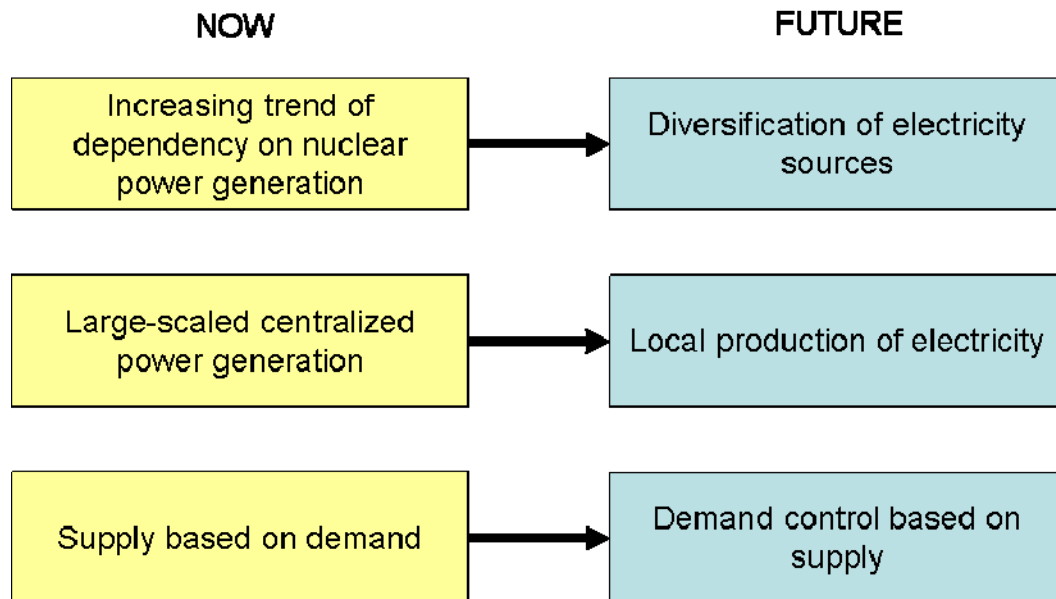 NOW
FUTURE
Increasing trend of
dependency on nuclear
power generation
Diversification of electricity
sources
Large-scaled centralized
power generation
Local production of electricity
Supply based on demand
Demand control based on
supply